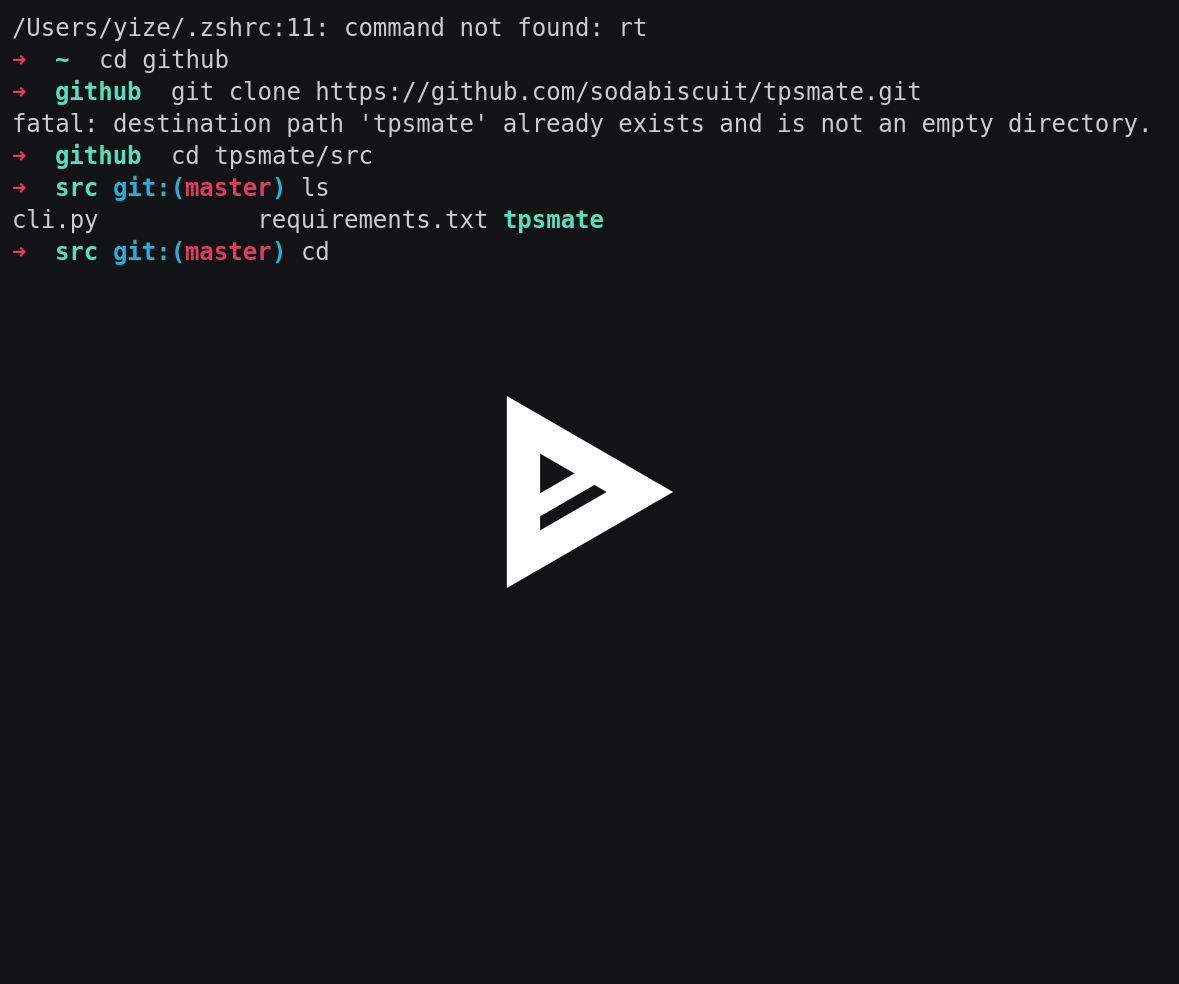 /Users/yize/.zshrc:11: command not found: rt
➜  ~  cd github
➜  github  git clone https://github.com/sodabiscuit/tpsmate.git
fatal: destination path 'tpsmate' already exists and is not an empty directory.
➜  github  cd tpsmate/src
➜  src git:(master) ls
cli.py           requirements.txt tpsmate
➜  src git:(master) cd